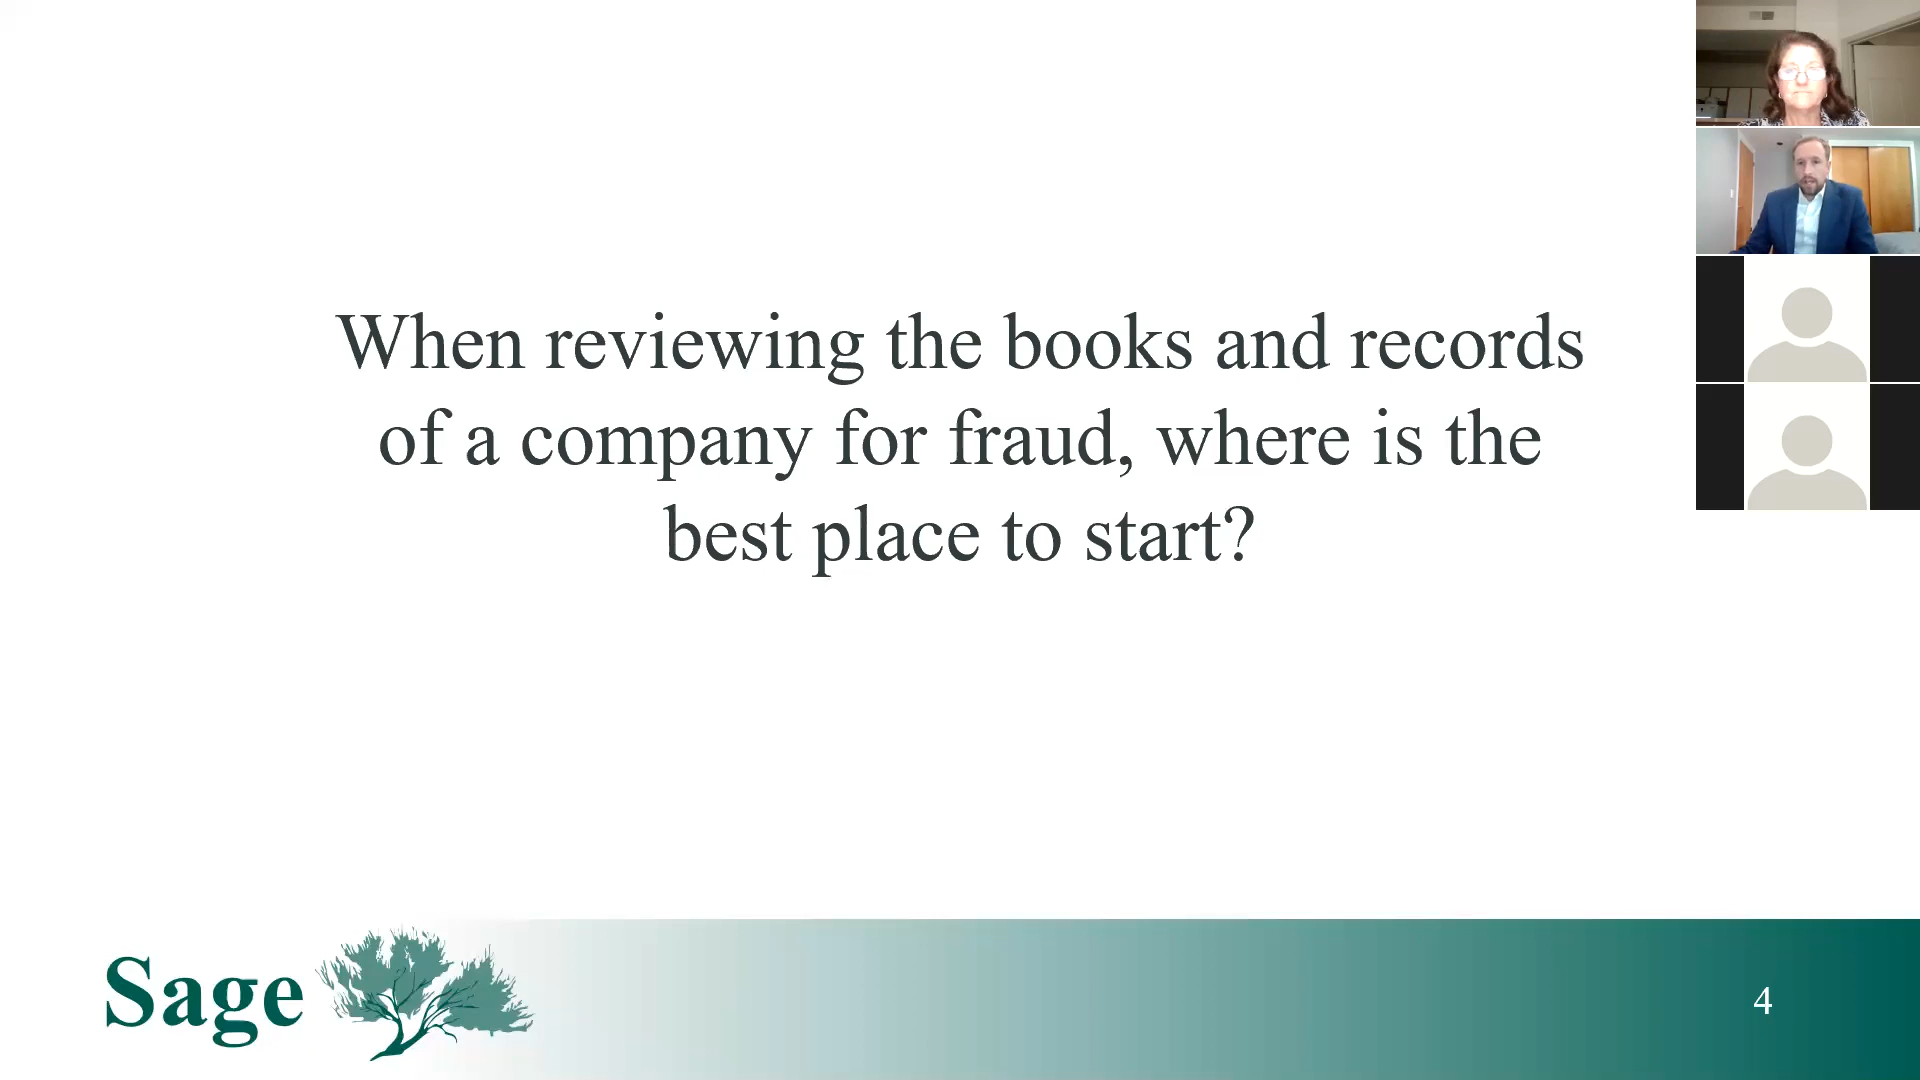 When reviewing the books and records
of a company for fraud, where is the
best place to start?
Sage
4